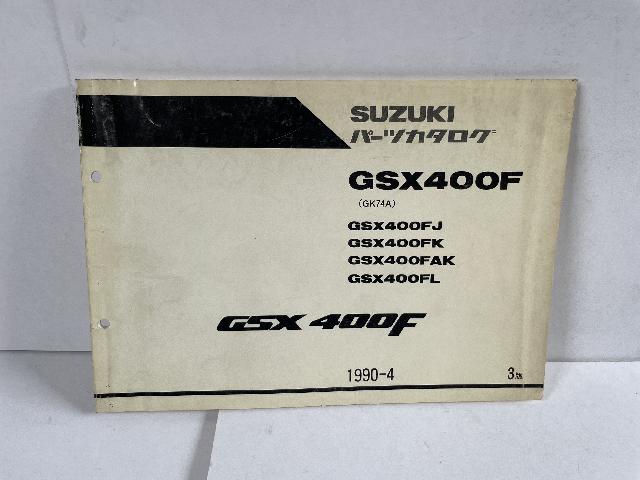 SUZUKI
パーツカタログ
GSX400F
(GK74A)
GSX400FJ
GSX400FK
GSX400FAK
GSX400FL
GSX 400F
1990-4
3版